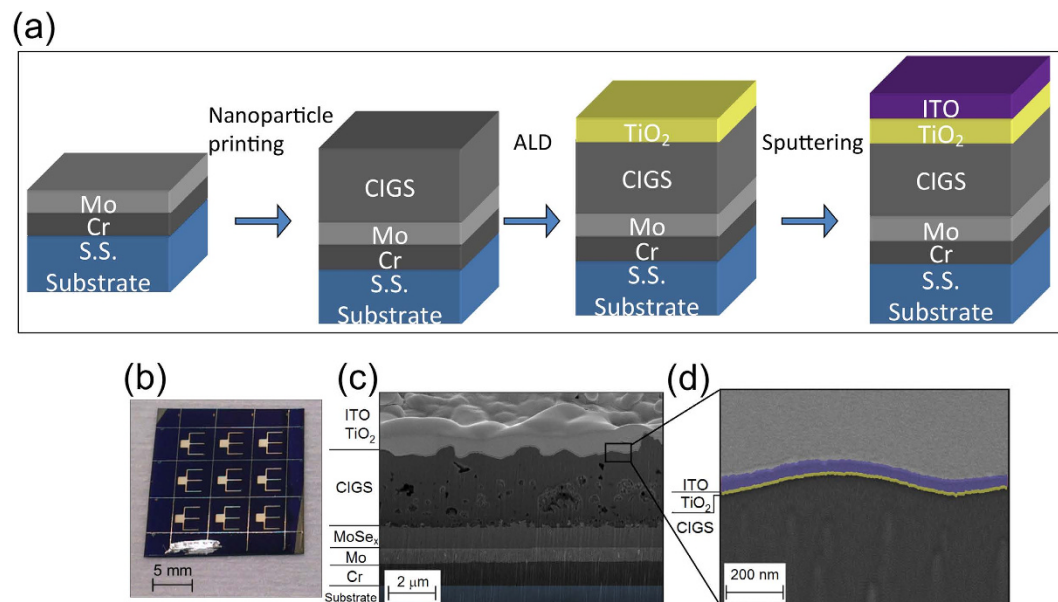 (a)
Mo
Cr
S.S.
Substrate
Nanoparticle
printing
CIGS
Mo
Cr
S.S.
Substrate
ALD
TiO₂
CIGS
Mo
Cr
S.S.
Substrate
Sputtering
ITO
TiO₂
CIGS
Mo
Cr
S.S.
Substrate
(b)
5 mm
(c)
ITO
TiO₂
CIGS
MoSeₓ
Mo
Cr
Substrate
2 μm
(d)
ITO
TiO₂
CIGS
200 nm